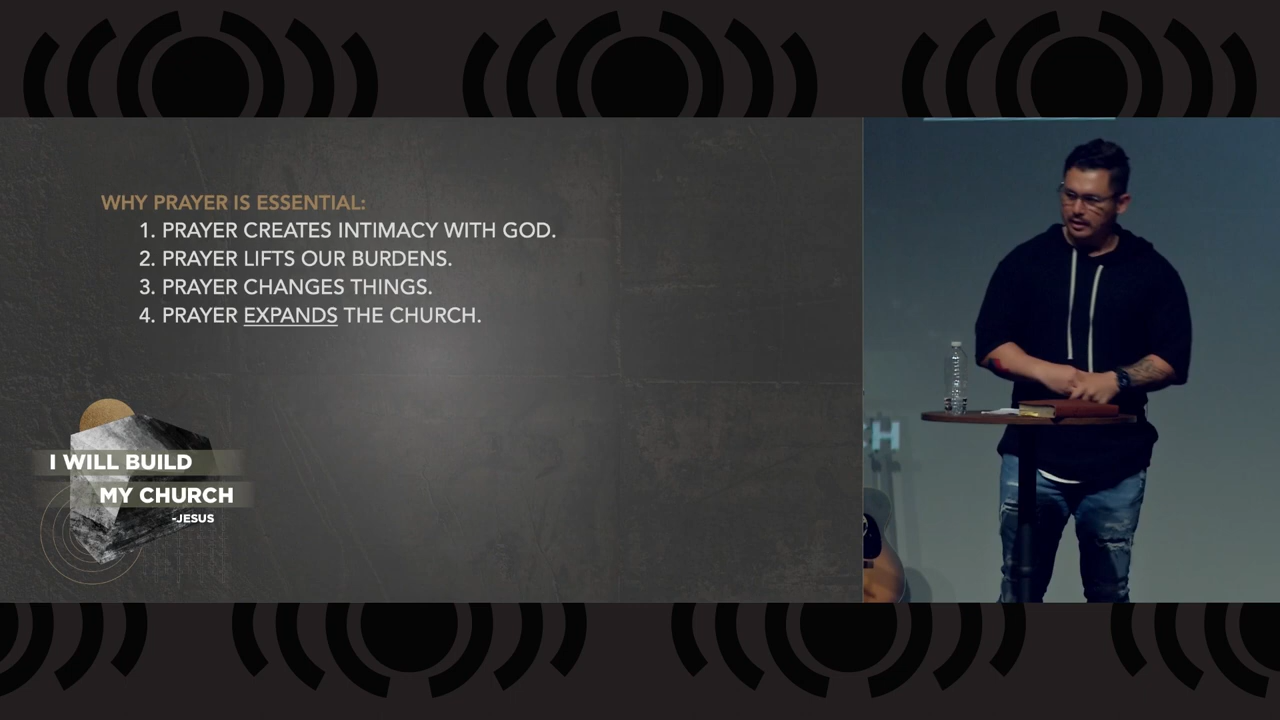 WHY PRAYER IS ESSENTIAL:
1. PRAYER CREATES INTIMACY WITH GOD.
2. PRAYER LIFTS OUR BURDENS.
3. PRAYER CHANGES THINGS.
4. PRAYER EXPANDS THE CHURCH.
I WILL BUILD
MY CHURCH
-JESUS
H